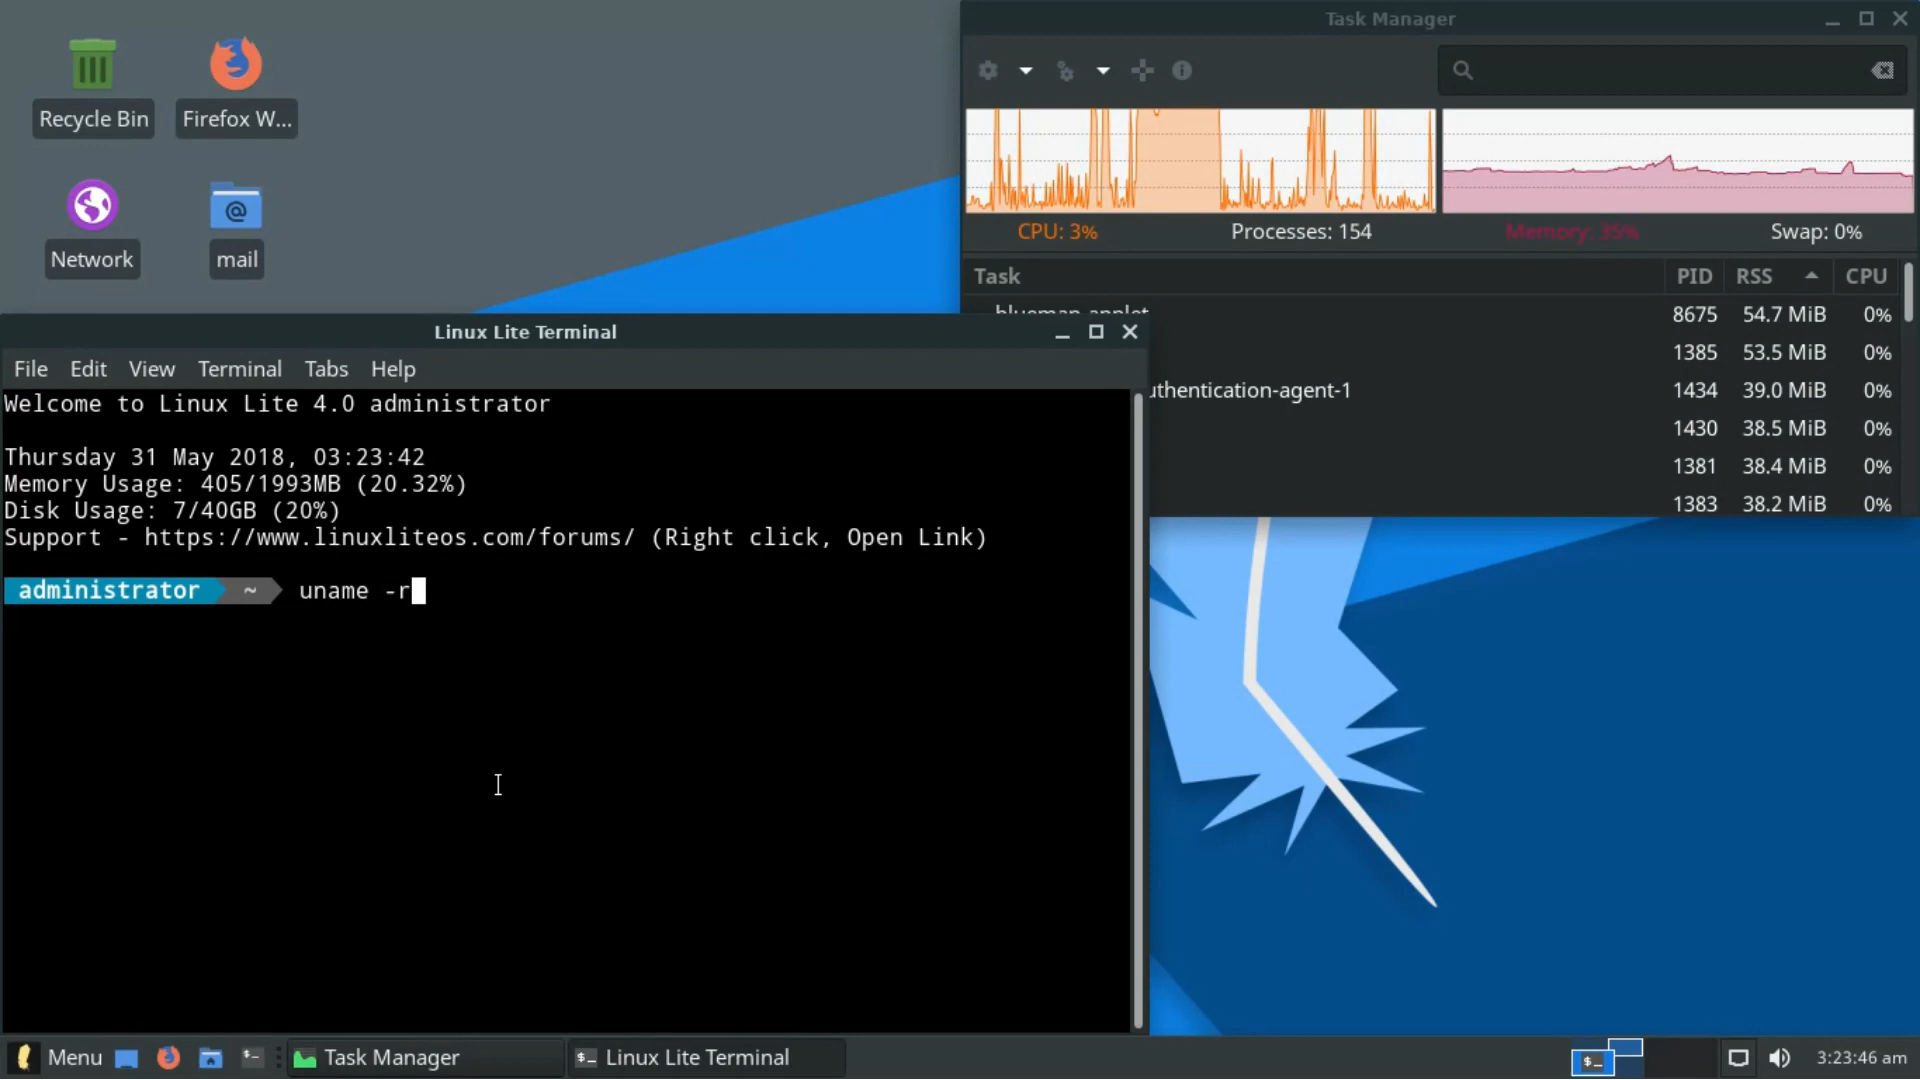 Recycle Bin
Firefox W...
Network
mail
Task Manager
CPU: 3%
Processes: 154
Memory: 35%
Swap: 0%
Task
PID
RSS
CPU
blueman-applet
8675
54.7 MiB
0%
1385
53.5 MiB
0%
uthentication-agent-1
1434
39.0 MiB
0%
1430
38.5 MiB
0%
1381
38.4 MiB
0%
1383
38.2 MiB
0%
Linux Lite Terminal
File
Edit
View
Terminal
Tabs
Help
Welcome to Linux Lite 4.0 administrator
Thursday 31 May 2018, 03:23:42
Memory Usage: 405/1993MB (20.32%)
Disk Usage: 7/40GB (20%)
Support - https://www.linuxliteos.com/forums/ (Right click, Open Link)
administrator ~ uname -r
Menu
Task Manager
Linux Lite Terminal
3:23:46 am